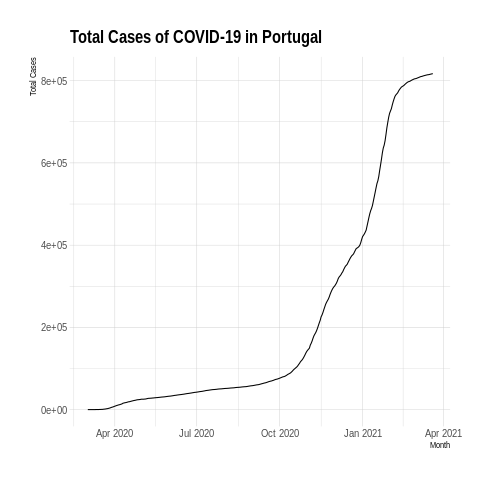 Total Cases of COVID-19 in Portugal
Total Cases
8e+05
6e+05
4e+05
2e+05
0e+00
Apr 2020 Jul 2020 Oct 2020 Jan 2021 Apr 2021
Month